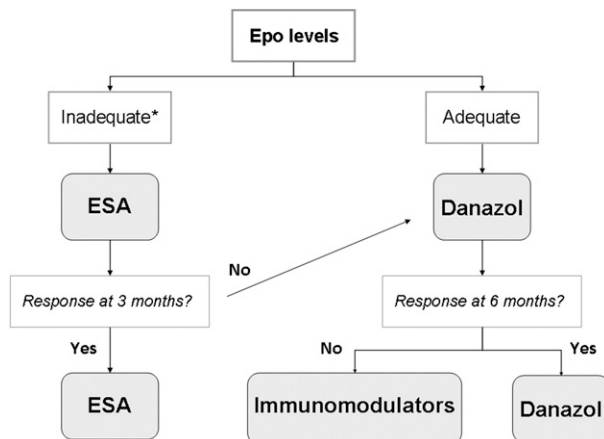 Epo levels
Inadequate*
Adequate
ESA
Danazol
No
Response at 3 months?
Response at 6 months?
Yes
No
Yes
ESA
Immunomodulators
Danazol